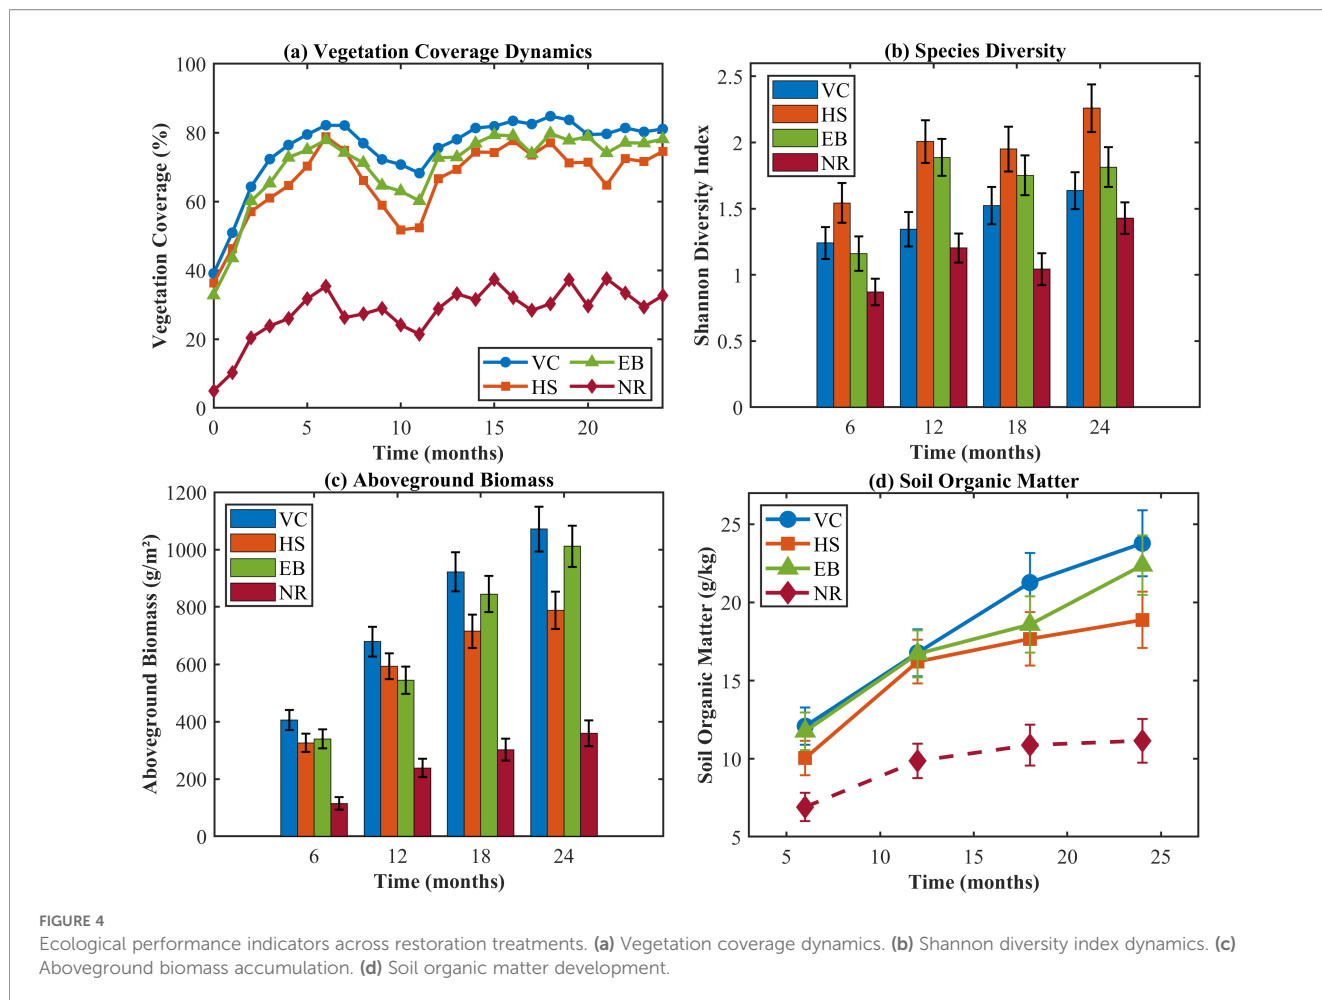 (a) Vegetation Coverage Dynamics
100
80
60
40
20
0
Vegetation Coverage (%)
0 5 10 15 20
Time (months)
VC EB
HS NR
(b) Species Diversity
2.5
2
1.5
1
0.5
0
Shannon Diversity Index
VC
HS
EB
NR
6 12 18 24
Time (months)
(c) Aboveground Biomass
1200
1000
800
600
400
200
0
Aboveground Biomass (g/m²)
VC
HS
EB
NR
6 12 18 24
Time (months)
(d) Soil Organic Matter
25
20
15
10
5
Soil Organic Matter (g/kg)
VC
HS
EB
NR
5 10 15 20 25
Time (months)
FIGURE 4
Ecological performance indicators across restoration treatments. (a) Vegetation coverage dynamics. (b) Shannon diversity index dynamics. (c)
Aboveground biomass accumulation. (d) Soil organic matter development.